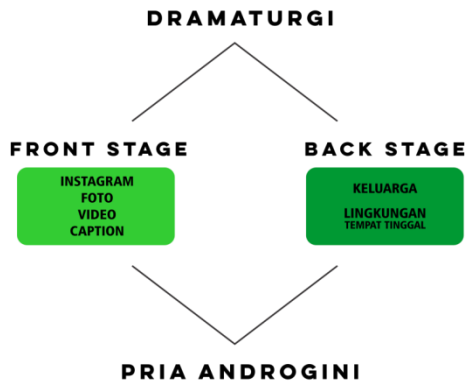 DRAMATURGI
FRONT STAGE
INSTAGRAM
FOTO
VIDEO
CAPTION
BACK STAGE
KELUARGA
LINGKUNGAN
TEMPAT TINGGAL
PRIA ANDROGINI